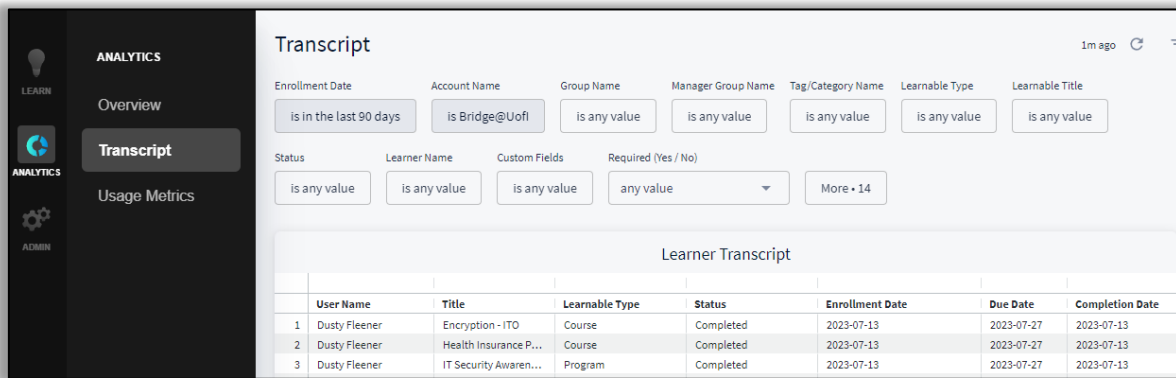 Transcript
1m ago
LEARN
ANALYTICS
ADMIN
ANALYTICS
Overview
Transcript
Usage Metrics
Enrollment Date Account Name Group Name Manager Group Name Tag/Category Name Learnable Type Learnable Title
is in the last 90 days is Bridge@UofI is any value is any value is any value is any value is any value
Status Learner Name Custom Fields Required (Yes / No)
is any value is any value is any value any value More • 14
Learner Transcript
User Name Title Learnable Type Status Enrollment Date Due Date Completion Date
1 Dusty Fleener Encryption - ITO Course Completed 2023-07-13 2023-07-27 2023-07-13
2 Dusty Fleener Health Insurance P... Course Completed 2023-07-13 2023-07-27 2023-07-13
3 Dusty Fleener IT Security Awaren... Program Completed 2023-07-13 2023-07-27 2023-07-13